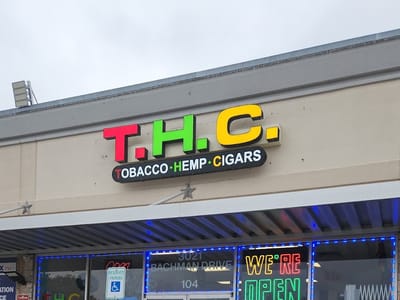 T.H.C.
TOBACCO · HEMP · CIGARS
3021
BACHMAN DRIVE
104
WE'RE
OPEN
T.H.C.